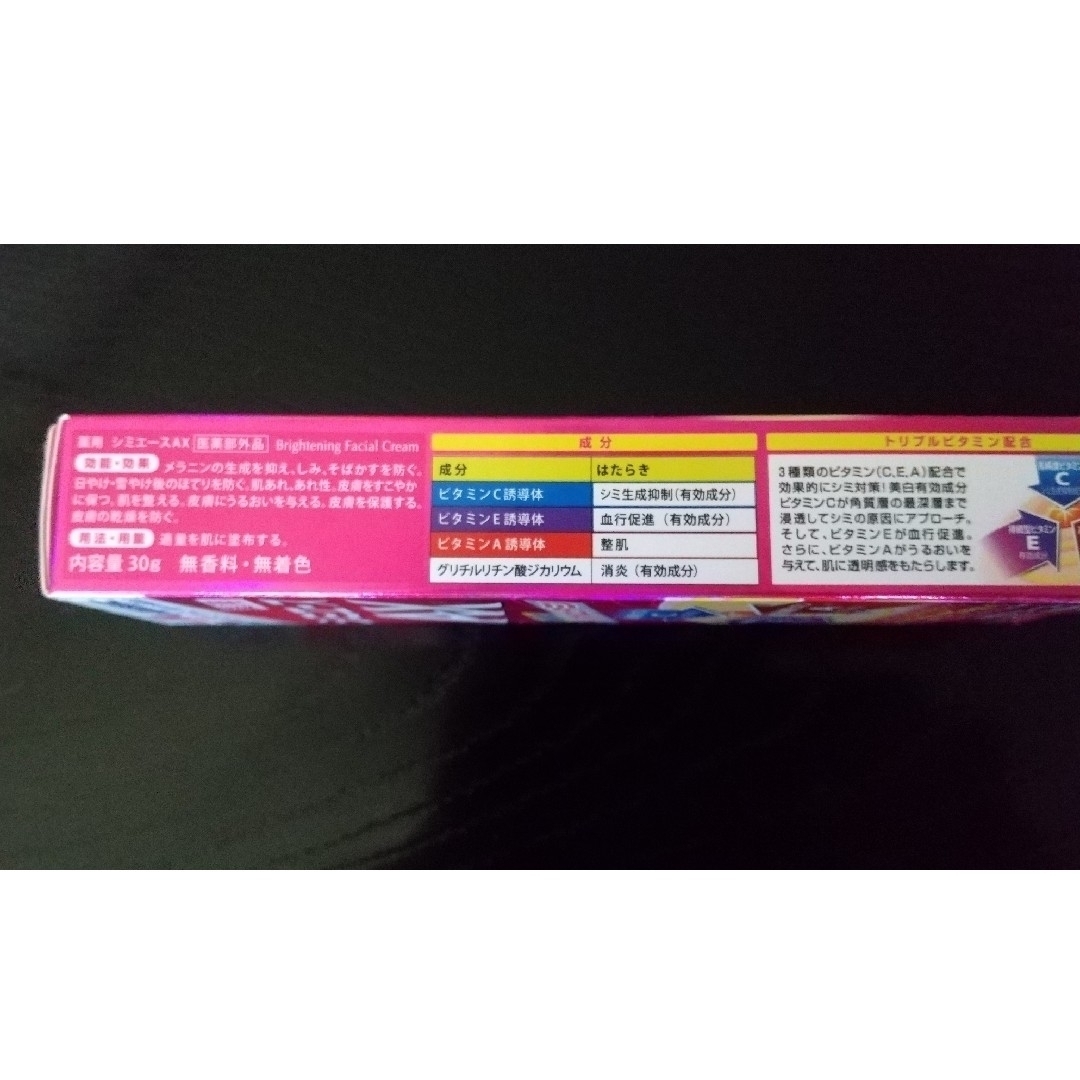 薬用 シミエースAX 医薬部外品 Brightening Facial Cream
効能・効果 メラニンの生成を抑え、しみ、そばかすを防ぐ。
日やけ・雪やけ後のほてりを防ぐ。肌あれ、あれ性。皮膚をすこやか
に保つ。肌を整える。皮膚にうるおいを与える。皮膚を保護する。
皮膚の乾燥を防ぐ。
用法・用量 適量を肌に塗布する。
内容量 30g 無香料・無着色
成分
成分 はたらき
ビタミンC誘導体 シミ生成抑制(有効成分)
ビタミンE誘導体 血行促進(有効成分)
ビタミンA誘導体 整肌
グリチルリチン酸ジカリウム 消炎(有効成分)
トリプルビタミン配合
3種類のビタミン(C,E,A)配合で
効果的にシミ対策!美白有効成分
ビタミンCが角質層の最深層まで
浸透してシミの原因にアプローチ。
そして、ビタミンEが血行促進。
さらに、ビタミンAがうるおいを
与えて、肌に透明感をもたらします。
C
持続型ビタミン
E
有効成分